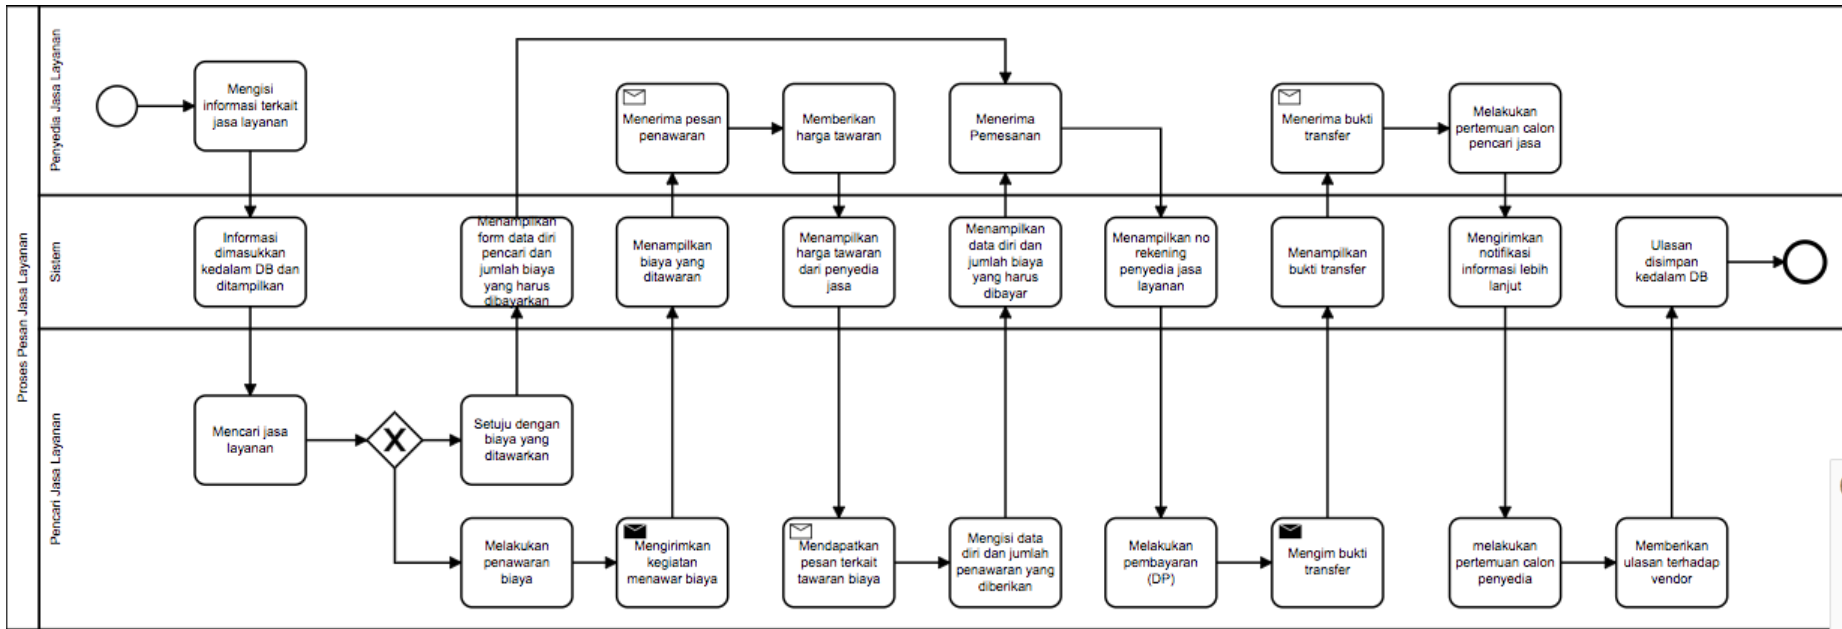 Proses Pesan Jasa Layanan
Penyedia Jasa Layanan
Mengisi
informasi terkait
jasa layanan
Menerima pesan
penawaran
Memberikan
harga tawaran
Menerima
Pemesanan
Menerima bukti
transfer
Melakukan
pertemuan calon
pencari jasa
Sistem
Informasi
dimasukkan
kedalam DB dan
ditampilkan
Menampilkan
form data diri
pencari dan
jumlah biaya
yang harus
dibayarkan
Menampilkan
biaya yang
ditawaran
Menampilkan
harga tawaran
dari penyedia
jasa
Menampilkan
data diri dan
jumlah biaya
yang harus
dibayar
Menampilkan no
rekening
penyedia jasa
layanan
Menampilkan
bukti transfer
Mengirimkan
notifikasi
informasi lebih
lanjut
Ulasan
disimpan
kedalam DB
Pencari Jasa Layanan
Mencari jasa
layanan
X
Setuju dengan
biaya yang
ditawarkan
Melakukan
penawaran
biaya
Mengirimkan
kegiatan
menawar biaya
Mendapatkan
pesan terkait
tawaran biaya
Mengisi data
diri dan jumlah
penawaran yang
diberikan
Melakukan
pembayaran
(DP)
Mengim bukti
transfer
melakukan
pertemuan calon
penyedia
Memberikan
ulasan terhadap
vendor